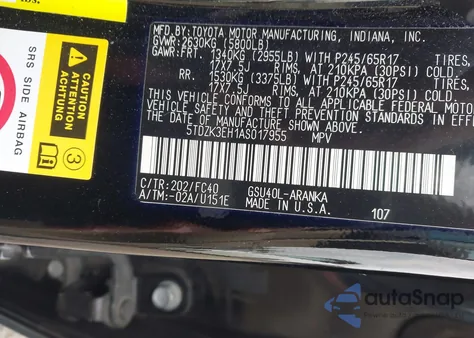 SRS SIDE AIRBAG
CAUTION
ACHTUNG
ATTENTION
MFD. BY: TOYOTA MOTOR MANUFACTURING, INDIANA, INC.
GVWR: 2630KG (5800LB)
GAWR:FRT. 1340KG (2955LB) WITH P245/65R17 TIRES,
17X7.5J RIMS, AT 210KPA (30PSI) COLD.
RR. 1530KG (3375LB) WITH P245/65R17 TIRES,
17X7.5J RIMS, AT 210KPA (30PSI) COLD.
THIS VEHICLE CONFORMS TO ALL APPLICABLE FEDERAL MOTOR
VEHICLE SAFETY AND THEFT PREVENTION STANDARDS IN EFFE
THE DATE OF MANUFACTURE SHOWN ABOVE.
5TDZK3EH1AS017955 MPV
C/TR: 202/FC40 GSU40L-ARANKA
A/TM: -02A/U151E MADE IN U.S.A. 107
autoSnap